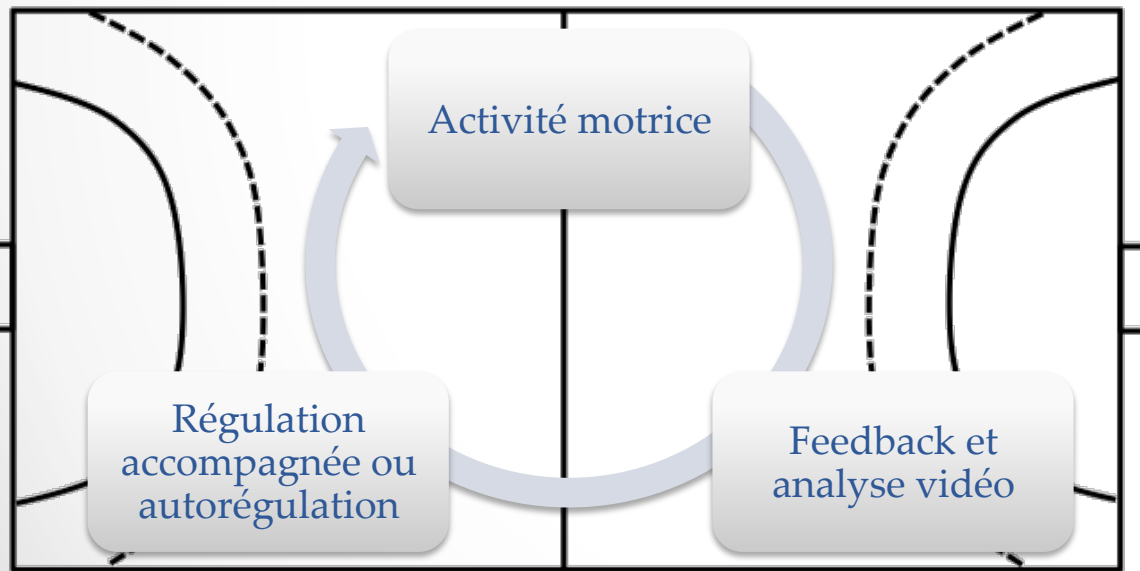 Activité motrice
Régulation
accompagnée ou
autorégulation
Feedback et
analyse vidéo